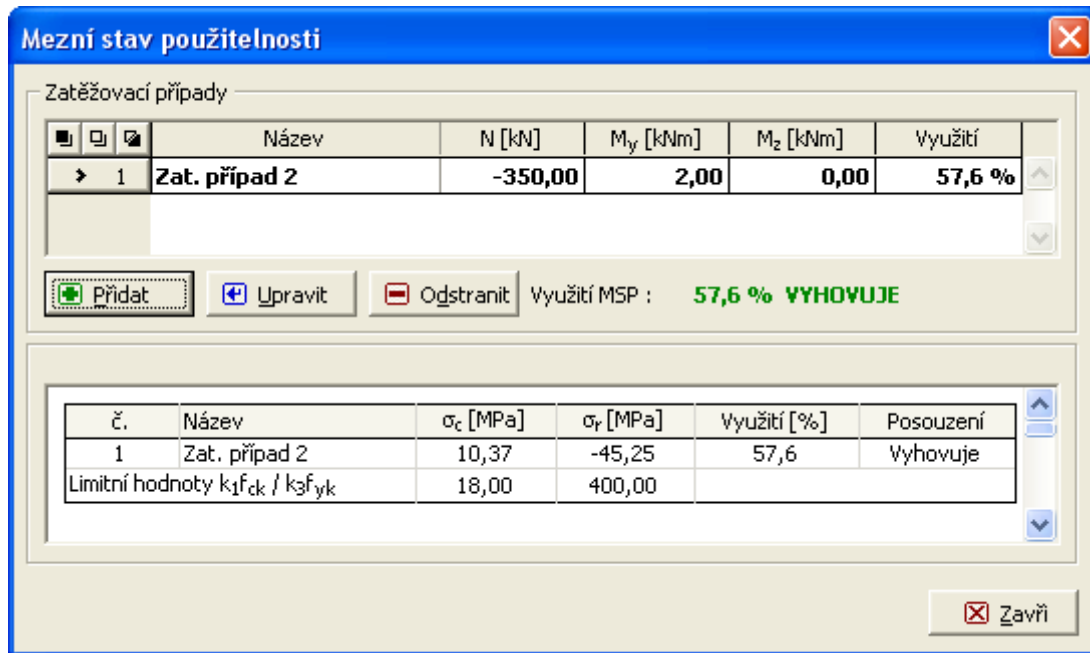 Mezní stav použitelnosti
Zatěžovací případy
Název N [kN] My [kNm] Mz [kNm] Využití
1 Zat. případ 2 -350,00 2,00 0,00 57,6 %
Přidat Upravit Odstranit Využití MSP : 57,6 % VYHOVUJE
č. Název σc [MPa] σr [MPa] Využití [%] Posouzení
1 Zat. případ 2 10,37 -45,25 57,6 Vyhovuje
Limitní hodnoty k1fck / k3fyk 18,00 400,00
Zavři